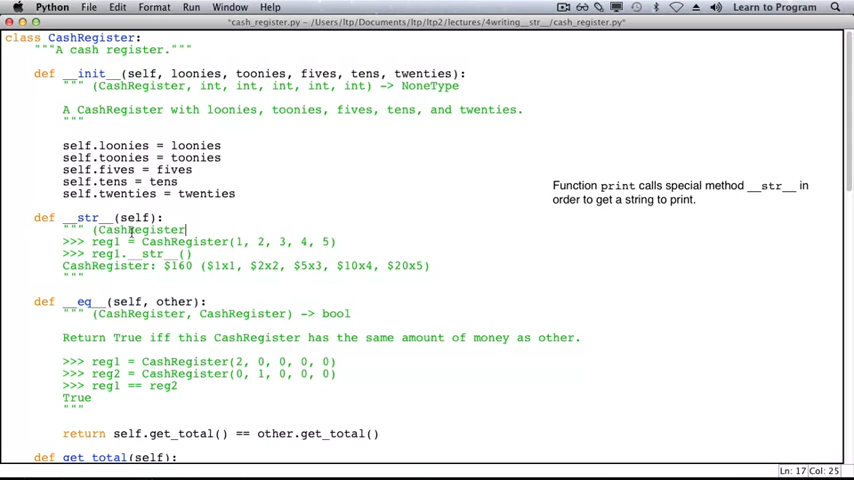 Python File Edit Format Run Window Help Learn to Program
*cash_register.py - /Users/ltp/Documents/ltp2/lectures/4writing__str__/cash_register.py*
class CashRegister:
"""A cash register."""
def __init__(self, loonies, toonies, fives, tens, twenties):
""" (CashRegister, int, int, int, int, int) -> NoneType
A CashRegister with loonies, toonies, fives, tens, and twenties.
"""
self.loonies = loonies
self.toonies = toonies
self.fives = fives
self.tens = tens
self.twenties = twenties
Function print calls special method __str__ in
order to get a string to print.
def __str__(self):
""" (CashRegister
>>> reg1 = CashRegister(1, 2, 3, 4, 5)
>>> reg1.__str__()
CashRegister: $160 ($1x1, $2x2, $5x3, $10x4, $20x5)
"""
def __eq__(self, other):
""" (CashRegister, CashRegister) -> bool
Return True iff this CashRegister has the same amount of money as other.
>>> reg1 = CashRegister(2, 0, 0, 0, 0)
>>> reg2 = CashRegister(0, 1, 0, 0, 0)
>>> reg1 == reg2
True
"""
return self.get_total() == other.get_total()
def get_total(self):
Ln: 17 Col: 25